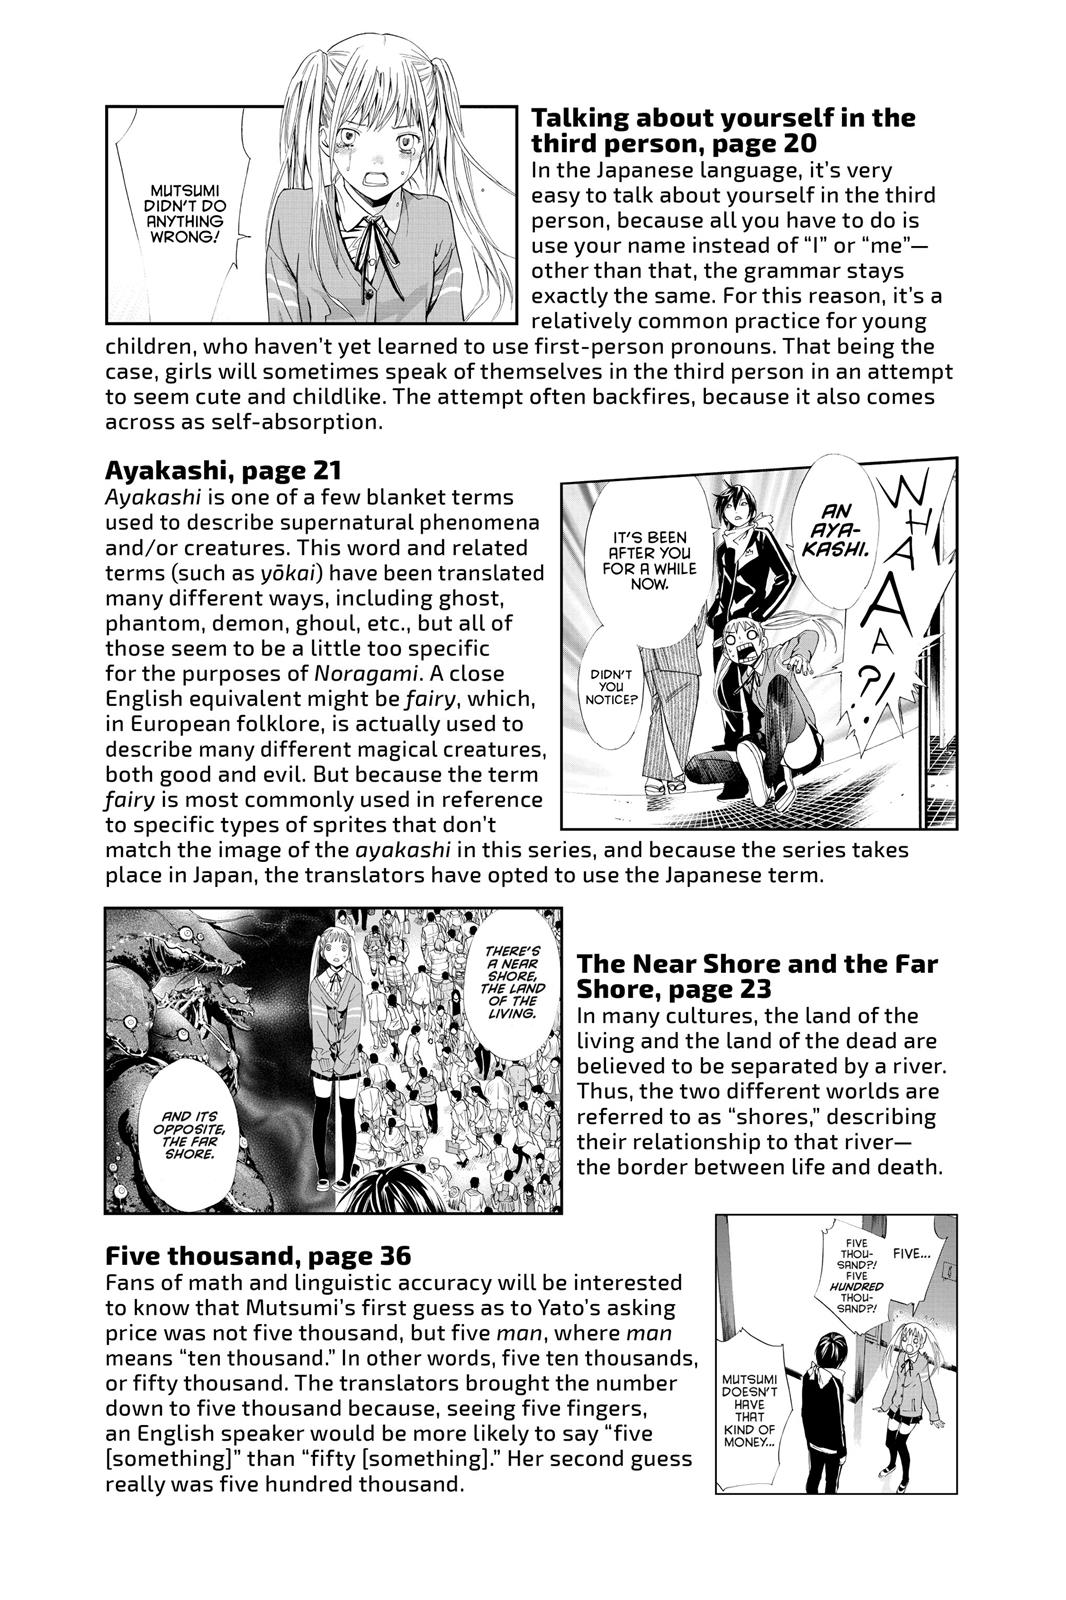 MUTSUMI
DIDN'T DO
ANYTHING
WRONG!
Talking about yourself in the
third person, page 20
In the Japanese language, it's very
easy to talk about yourself in the third
person, because all you have to do is
use your name instead of “I” or “me”—
other than that, the grammar stays
exactly the same. For this reason, it's a
relatively common practice for young
children, who haven't yet learned to use first-person pronouns. That being the
case, girls will sometimes speak of themselves in the third person in an attempt
to seem cute and childlike. The attempt often backfires, because it also comes
across as self-absorption.
Ayakashi, page 21
Ayakashi is one of a few blanket terms
used to describe supernatural phenomena
and/or creatures. This word and related
terms (such as yōkai) have been translated
many different ways, including ghost,
phantom, demon, ghoul, etc., but all of
those seem to be a little too specific
for the purposes of Noragami. A close
English equivalent might be fairy, which,
in European folklore, is actually used to
describe many different magical creatures,
both good and evil. But because the term
fairy is most commonly used in reference
to specific types of sprites that don't
match the image of the ayakashi in this series, and because the series takes
place in Japan, the translators have opted to use the Japanese term.
WHAAA?!
AN
AYA-
KASHI.
IT'S BEEN
AFTER YOU
FOR A WHILE
NOW.
DIDN'T
YOU
NOTICE?
THERE'S
A NEAR
SHORE,
THE LAND
OF THE
LIVING.
AND ITS
OPPOSITE,
THE FAR
SHORE.
The Near Shore and the Far
Shore, page 23
In many cultures, the land of the
living and the land of the dead are
believed to be separated by a river.
Thus, the two different worlds are
referred to as “shores,” describing
their relationship to that river—
the border between life and death.
Five thousand, page 36
Fans of math and linguistic accuracy will be interested
to know that Mutsumi's first guess as to Yato's asking
price was not five thousand, but five man, where man
means “ten thousand.” In other words, five ten thousands,
or fifty thousand. The translators brought the number
down to five thousand because, seeing five fingers,
an English speaker would be more likely to say “five
[something]” than “fifty [something].” Her second guess
really was five hundred thousand.
FIVE...
FIVE
THOU-
SAND?!
FIVE
HUNDRED
THOU-
SAND?!
MUTSUMI
DOESN'T
HAVE
THAT
KIND OF
MONEY...